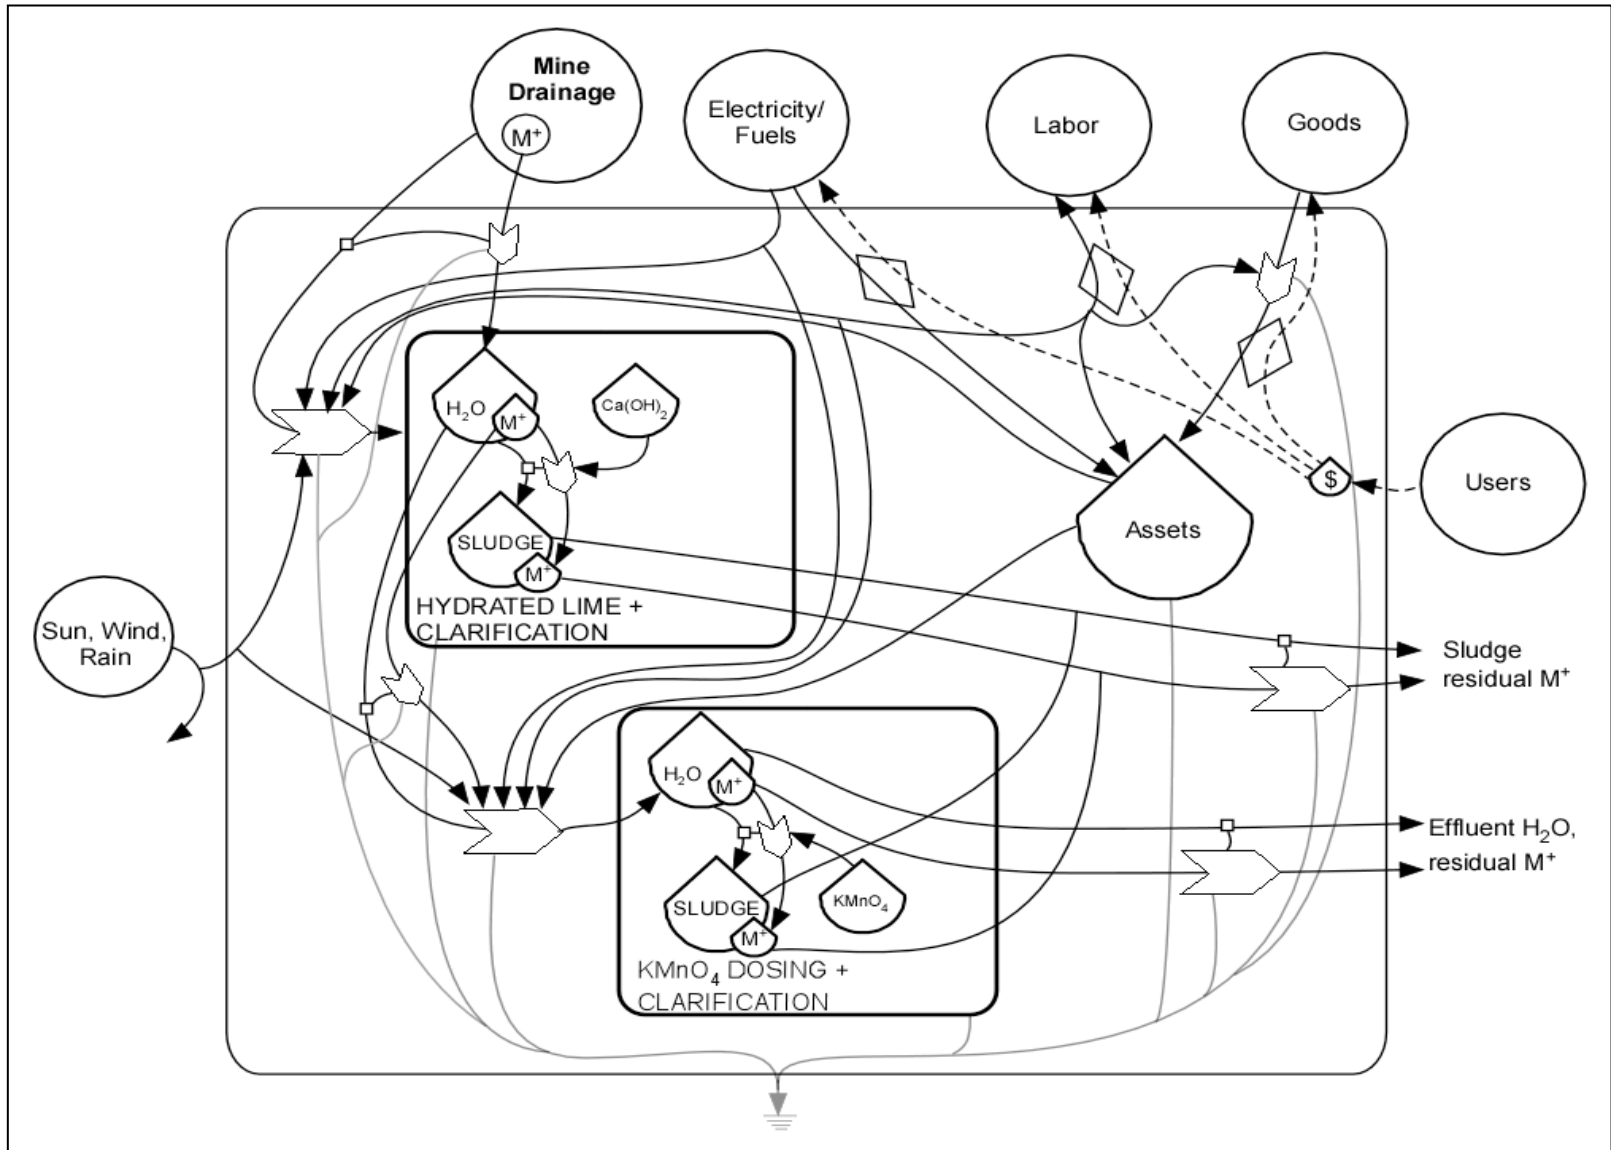 Mine
Drainage
M⁺
Electricity/
Fuels
Labor
Goods
H₂O
M⁺
Ca(OH)₂
SLUDGE
M⁺
HYDRATED LIME +
CLARIFICATION
Assets
$
Users
Sun, Wind,
Rain
Sludge
residual M⁺
H₂O
M⁺
SLUDGE
M⁺
KMnO₄
KMnO₄ DOSING +
CLARIFICATION
Effluent H₂O,
residual M⁺